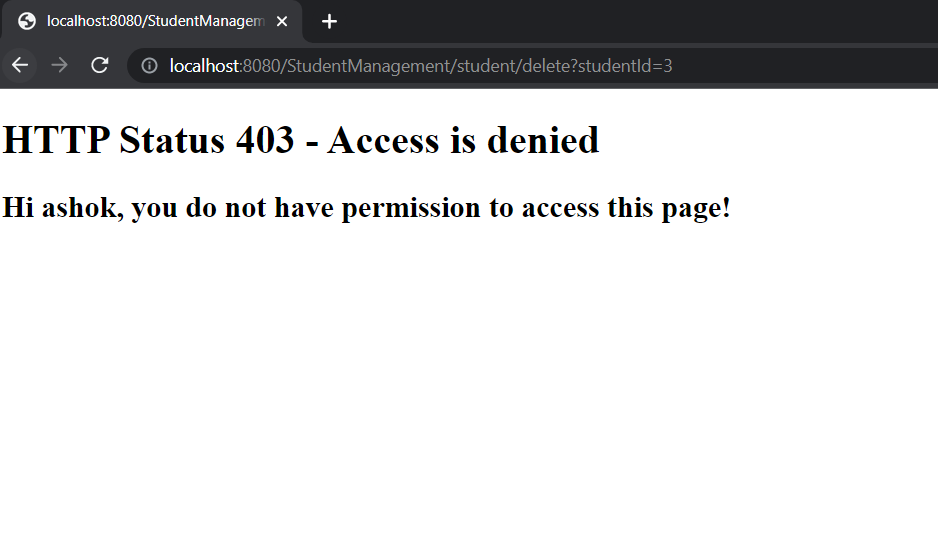 localhost:8080/StudentManagem
localhost:8080/StudentManagement/student/delete?studentId=3
HTTP Status 403 - Access is denied
Hi ashok, you do not have permission to access this page!